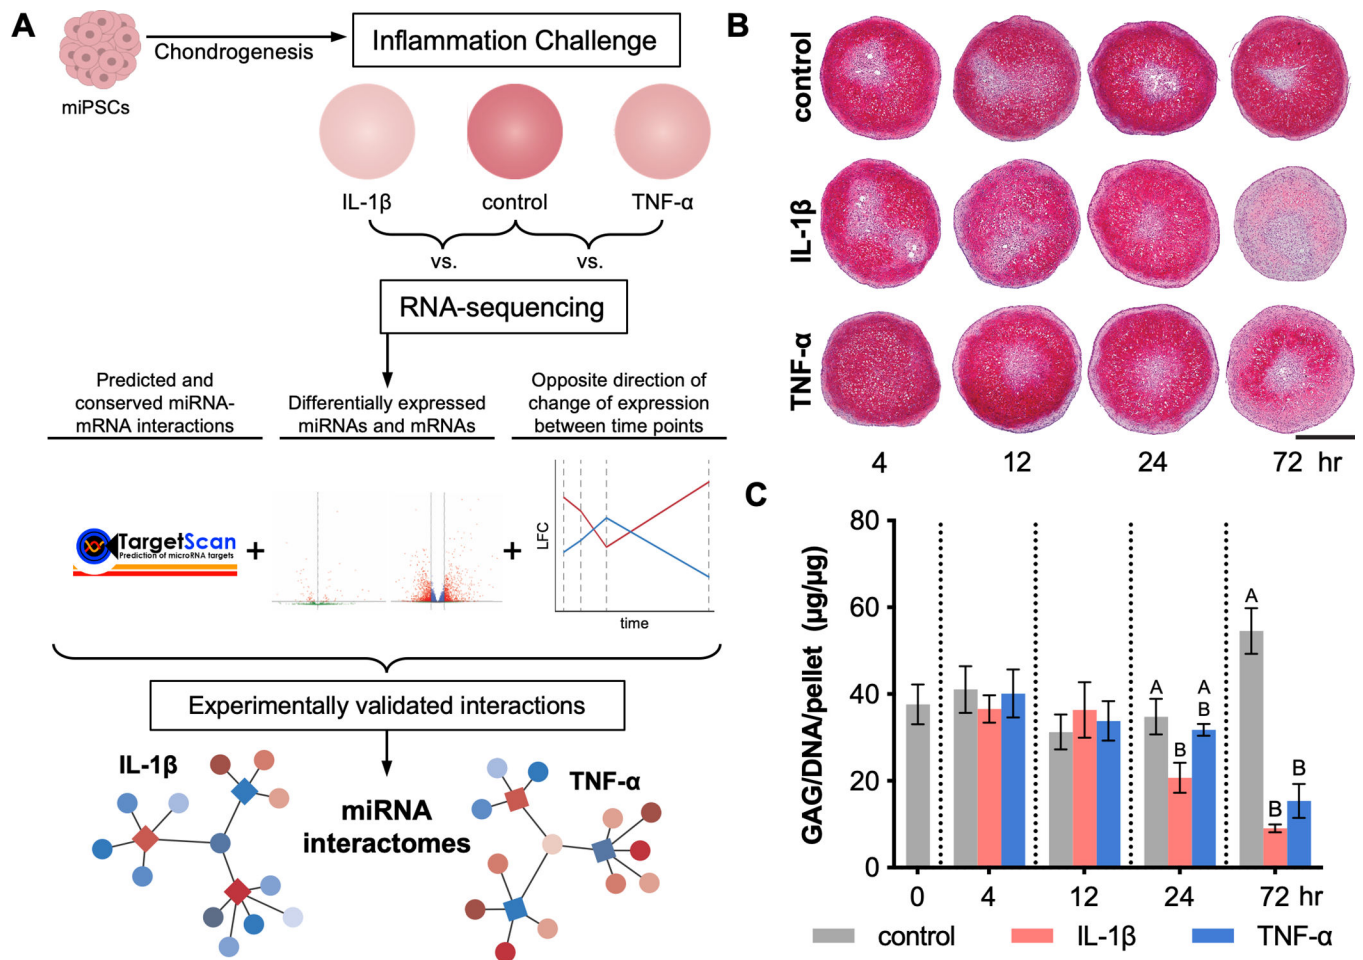 A
miPSCs
Chondrogenesis
Inflammation Challenge
IL-1β
control
TNF-α
vs.
vs.
RNA-sequencing
Predicted and
conserved miRNA-
mRNA interactions
Differentially expressed
miRNAs and mRNAs
Opposite direction of
change of expression
between time points
TargetScan
Prediction of microRNA targets
+
+
LFC
time
Experimentally validated interactions
IL-1β
TNF-α
miRNA
interactomes
B
control
IL-1β
TNF-α
4
12
24
72 hr
C
GAG/DNA/pellet (µg/µg)
80
60
40
20
0
A
B
A
B
A
B
B
0
4
12
24
72 hr
control
IL-1β
TNF-α